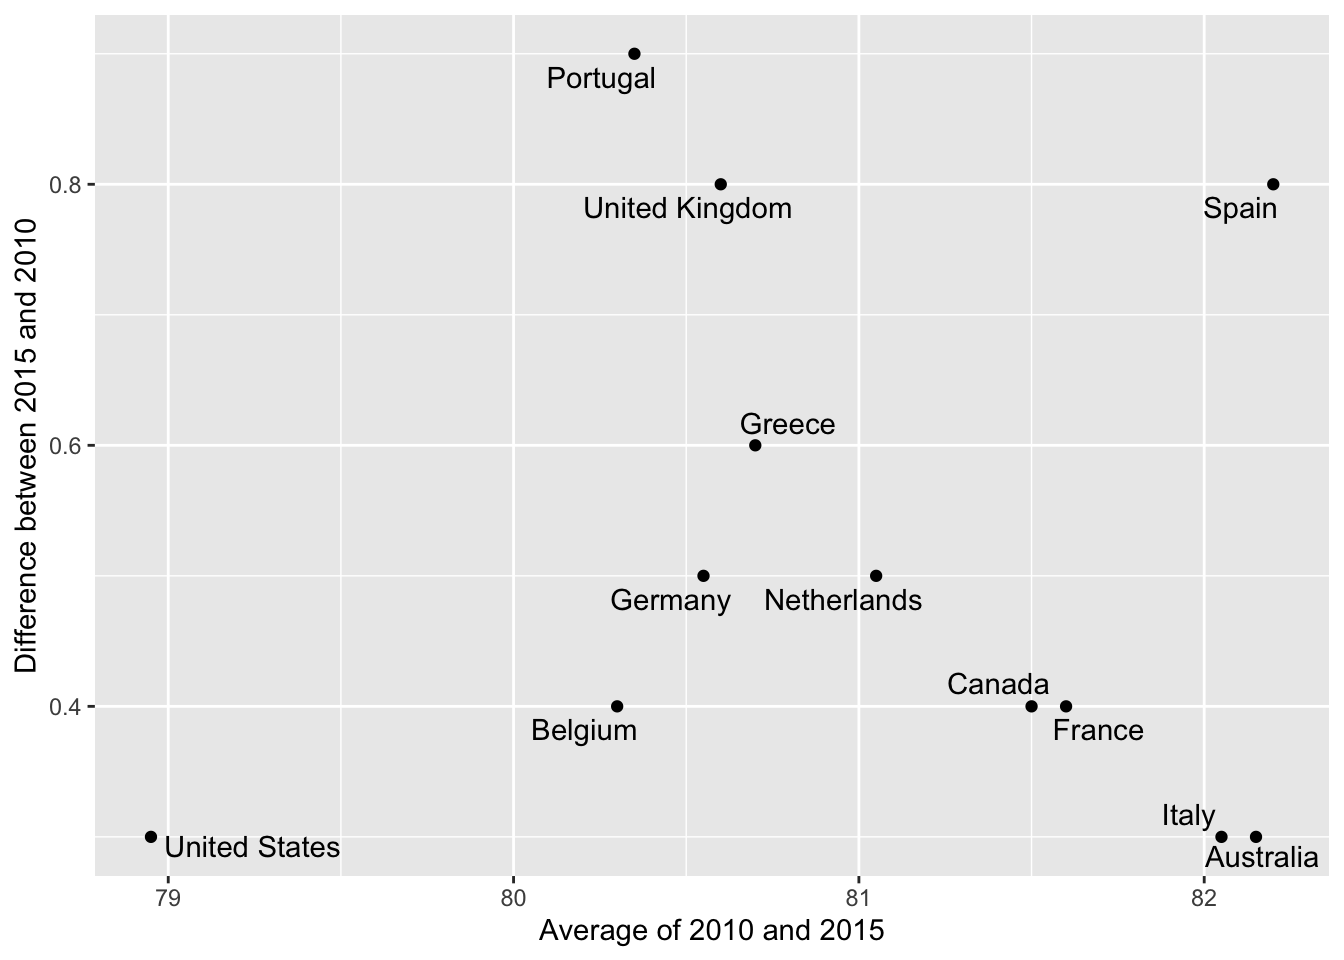 Portugal
0.8
United Kingdom
Spain
Greece
0.6
Germany
Netherlands
Canada
0.4
Belgium
France
Italy
United States
Australia
79
80
81
82
Average of 2010 and 2015
Difference between 2015 and 2010